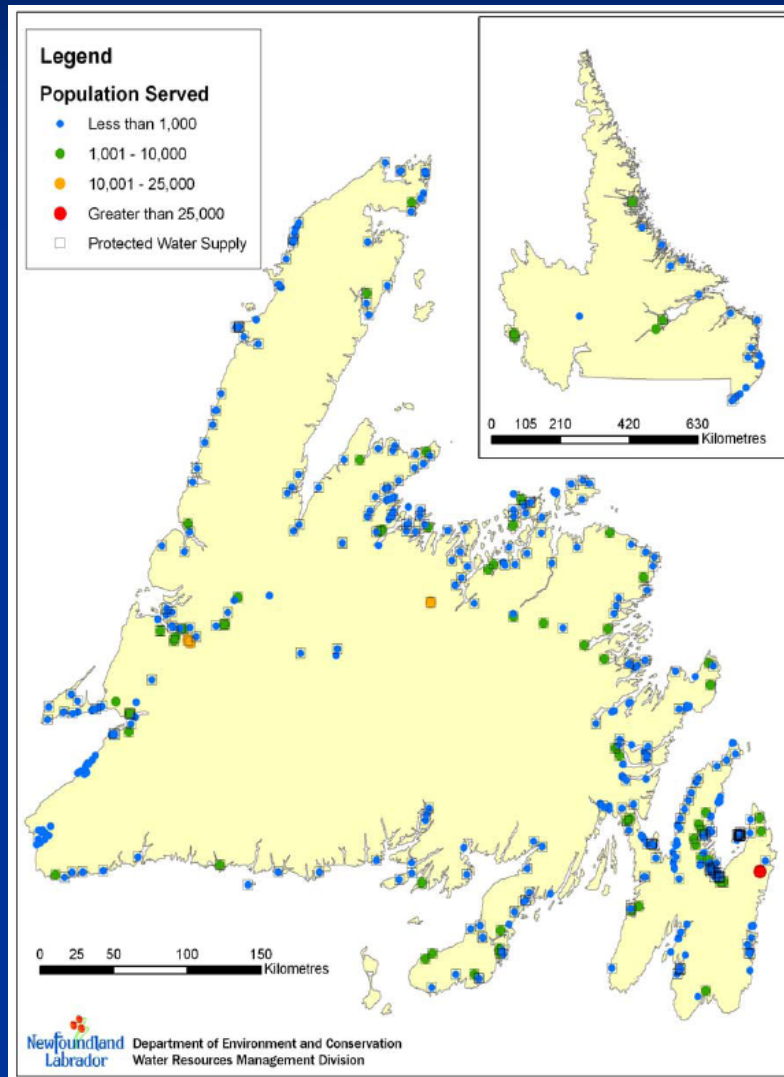 Legend
Population Served
Less than 1,000
1,001 - 10,000
10,001 - 25,000
Greater than 25,000
Protected Water Supply
0 105 210 420 630
Kilometres
0 25 50 100 150
Kilometres
Newfoundland
Labrador
Department of Environment and Conservation
Water Resources Management Division